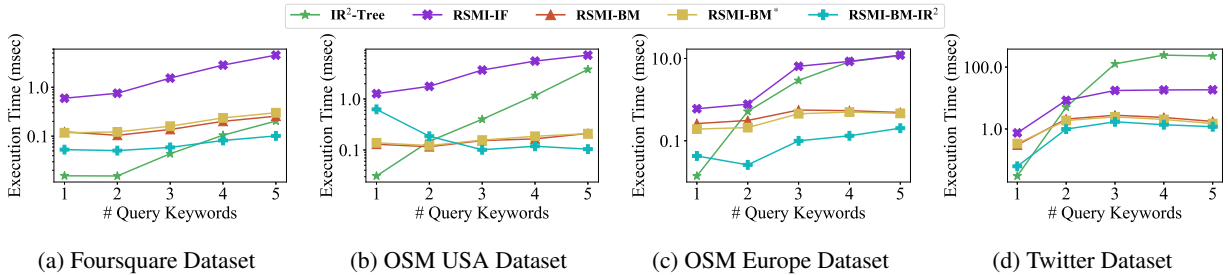 IR²-Tree RSMI-IF RSMI-BM RSMI-BM* RSMI-BM-IR²
Execution Time (msec)
1.0
0.1
1 2 3 4 5
# Query Keywords
(a) Foursquare Dataset
Execution Time (msec)
1.0
0.1
1 2 3 4 5
# Query Keywords
(b) OSM USA Dataset
Execution Time (msec)
10.0
0.1
1 2 3 4 5
# Query Keywords
(c) OSM Europe Dataset
Execution Time (msec)
100.0
1.0
1 2 3 4 5
# Query Keywords
(d) Twitter Dataset